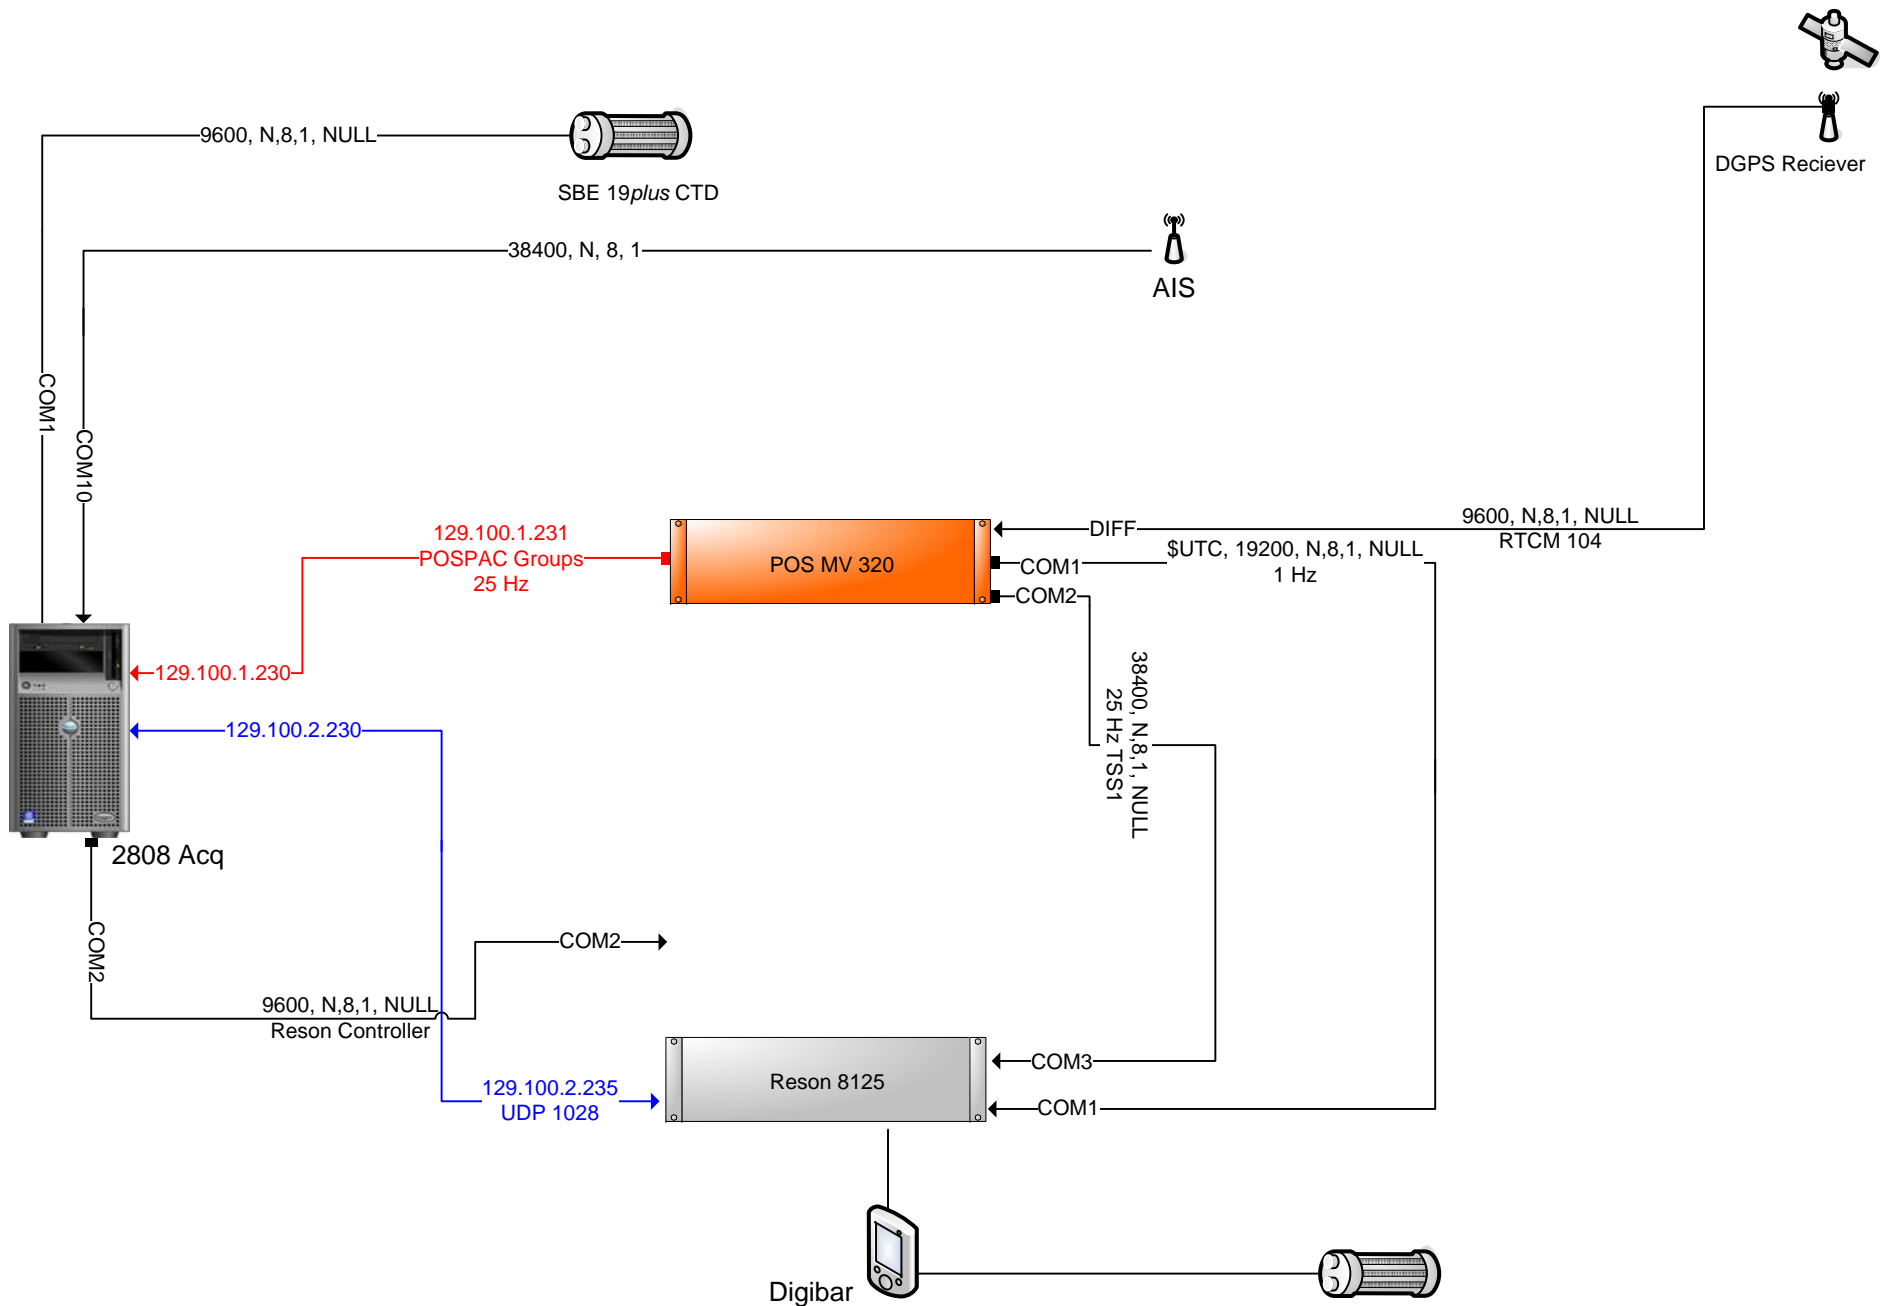 DGPS Reciever
9600, N,8,1, NULL
SBE 19plus CTD
38400, N, 8, 1
AIS
COM1
COM10
129.100.1.231
POSPAC Groups
25 Hz
POS MV 320
DIFF
9600, N,8,1, NULL
RTCM 104
COM1
$UTC, 19200, N,8,1, NULL
1 Hz
COM2
129.100.1.230
38400, N,8,1, NULL
25 Hz TSS1
129.100.2.230
2808 Acq
COM2
COM2
9600, N,8,1, NULL
Reson Controller
129.100.2.235
UDP 1028
Reson 8125
COM3
COM1
Digibar